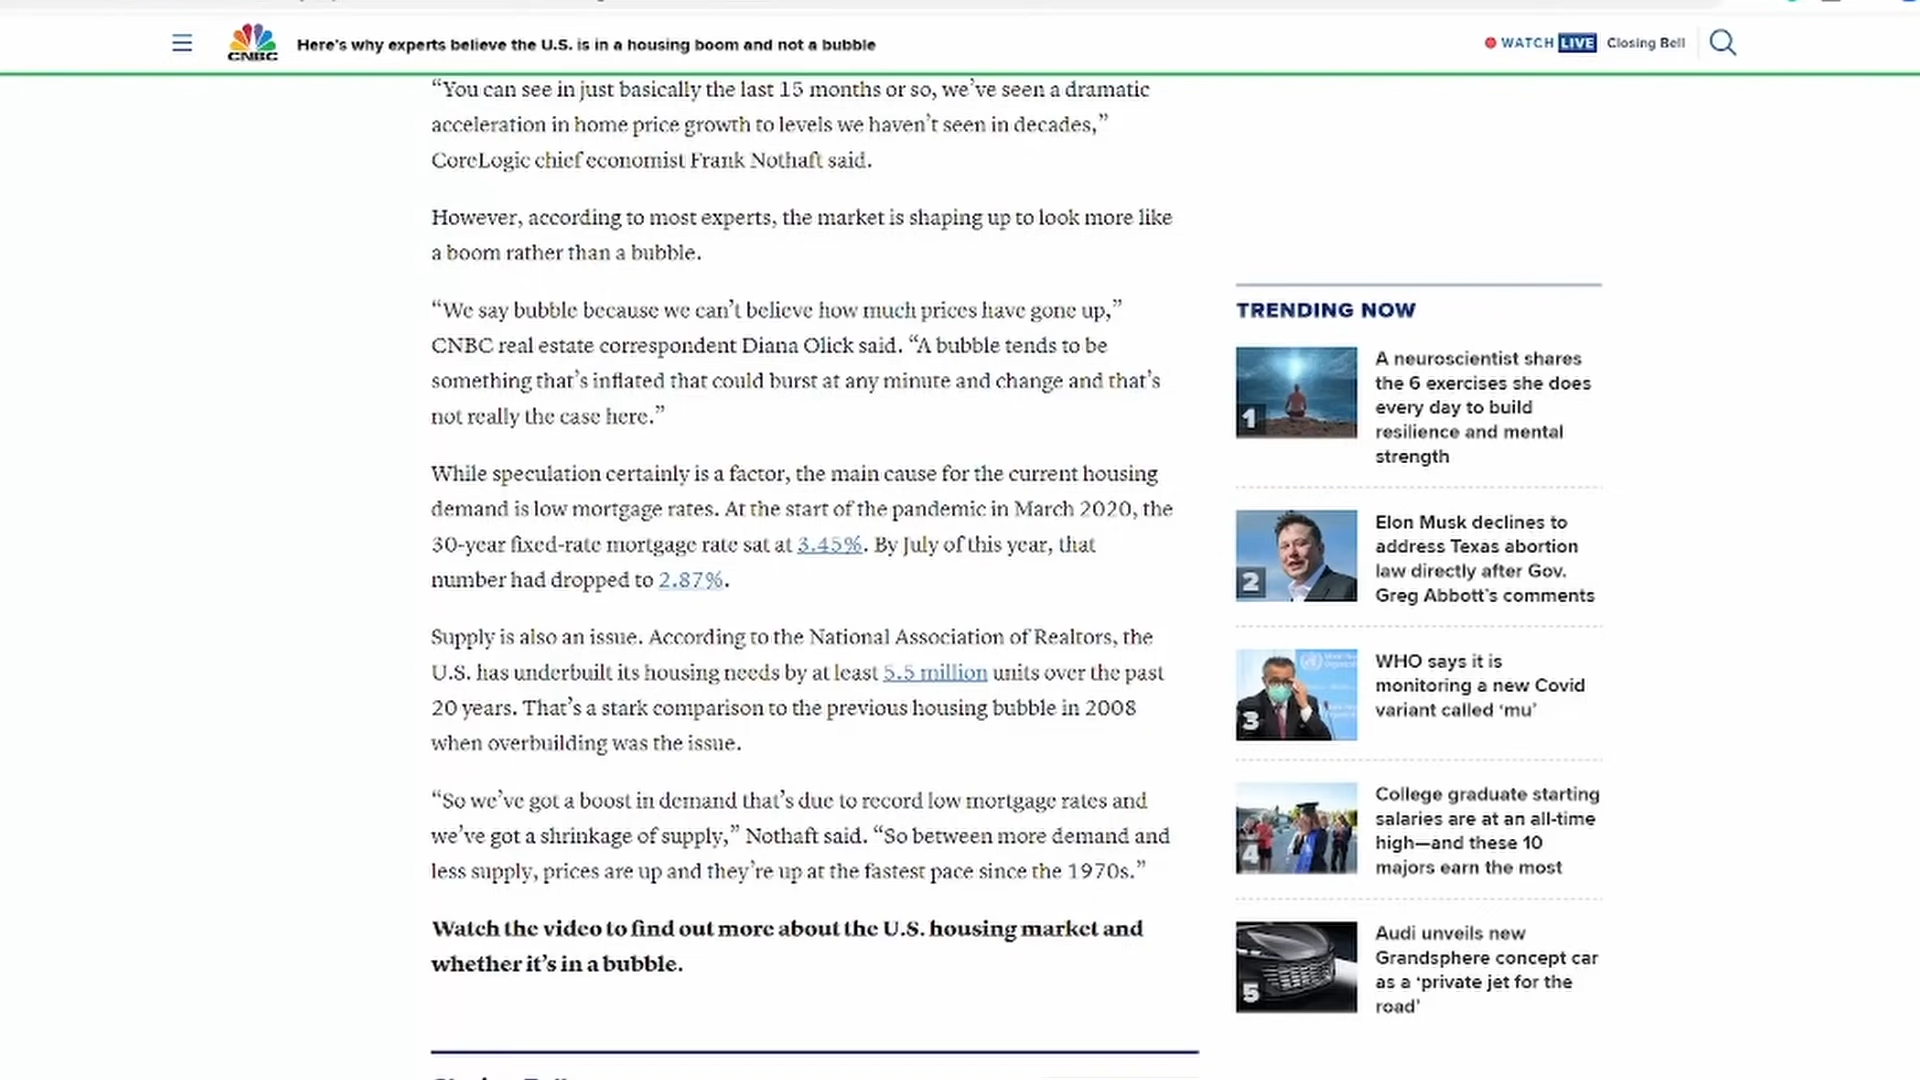 CNBC
Here's why experts believe the U.S. is in a housing boom and not a bubble
WATCH LIVE
Closing Bell
“You can see in just basically the last 15 months or so, we’ve seen a dramatic
acceleration in home price growth to levels we haven’t seen in decades,”
CoreLogic chief economist Frank Nothaft said.
However, according to most experts, the market is shaping up to look more like
a boom rather than a bubble.
“We say bubble because we can’t believe how much prices have gone up,”
CNBC real estate correspondent Diana Olick said. “A bubble tends to be
something that’s inflated that could burst at any minute and change and that’s
not really the case here.”
While speculation certainly is a factor, the main cause for the current housing
demand is low mortgage rates. At the start of the pandemic in March 2020, the
30-year fixed-rate mortgage rate sat at 3.45%. By July of this year, that
number had dropped to 2.87%.
Supply is also an issue. According to the National Association of Realtors, the
U.S. has underbuilt its housing needs by at least 5.5 million units over the past
20 years. That’s a stark comparison to the previous housing bubble in 2008
when overbuilding was the issue.
“So we’ve got a boost in demand that’s due to record low mortgage rates and
we’ve got a shrinkage of supply,” Nothaft said. “So between more demand and
less supply, prices are up and they’re up at the fastest pace since the 1970s.”
Watch the video to find out more about the U.S. housing market and
whether it’s in a bubble.
TRENDING NOW
1
A neuroscientist shares
the 6 exercises she does
every day to build
resilience and mental
strength
2
Elon Musk declines to
address Texas abortion
law directly after Gov.
Greg Abbott’s comments
3
WHO says it is
monitoring a new Covid
variant called ‘mu’
4
College graduate starting
salaries are at an all-time
high—and these 10
majors earn the most
5
Audi unveils new
Grandsphere concept car
as a ‘private jet for the
road’